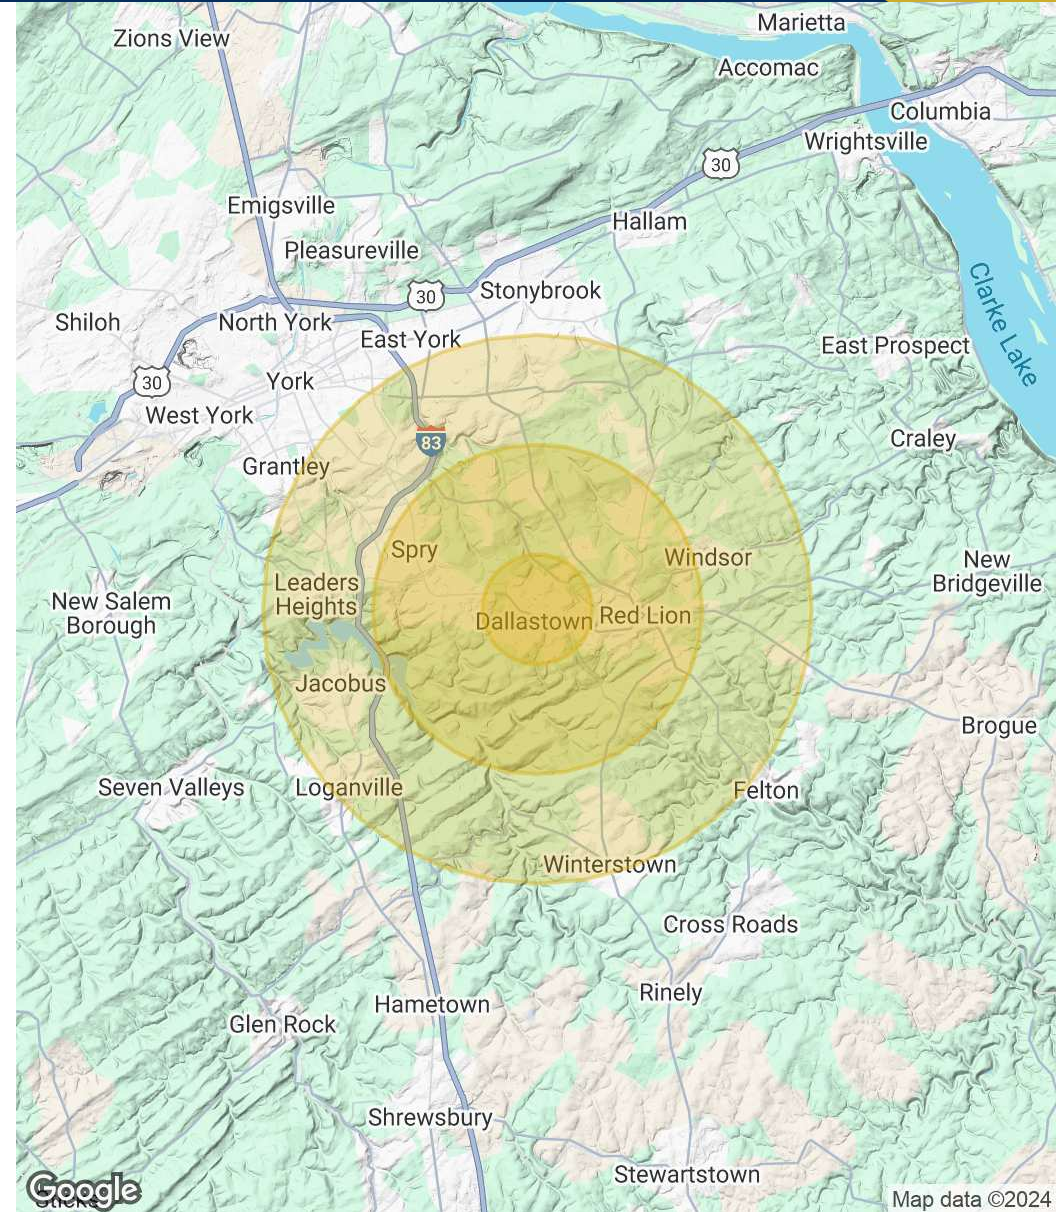 Zions View
Marietta
Accomac
Columbia
Wrightsville
30
Emigsville
Hallam
Pleasureville
Clarke Lake
30
Stonybrook
Shiloh
North York
East York
East Prospect
30
York
West York
83
Craley
Grantley
Spry
Windsor
New
Bridgeville
Leaders
Heights
New Salem
Borough
Dallastown
Red Lion
Jacobus
Brogue
Seven Valleys
Loganville
Felton
Winterstown
Cross Roads
Rinely
Hametown
Glen Rock
Shrewsbury
Stewartstown
Google
Sticks
Map data ©2024